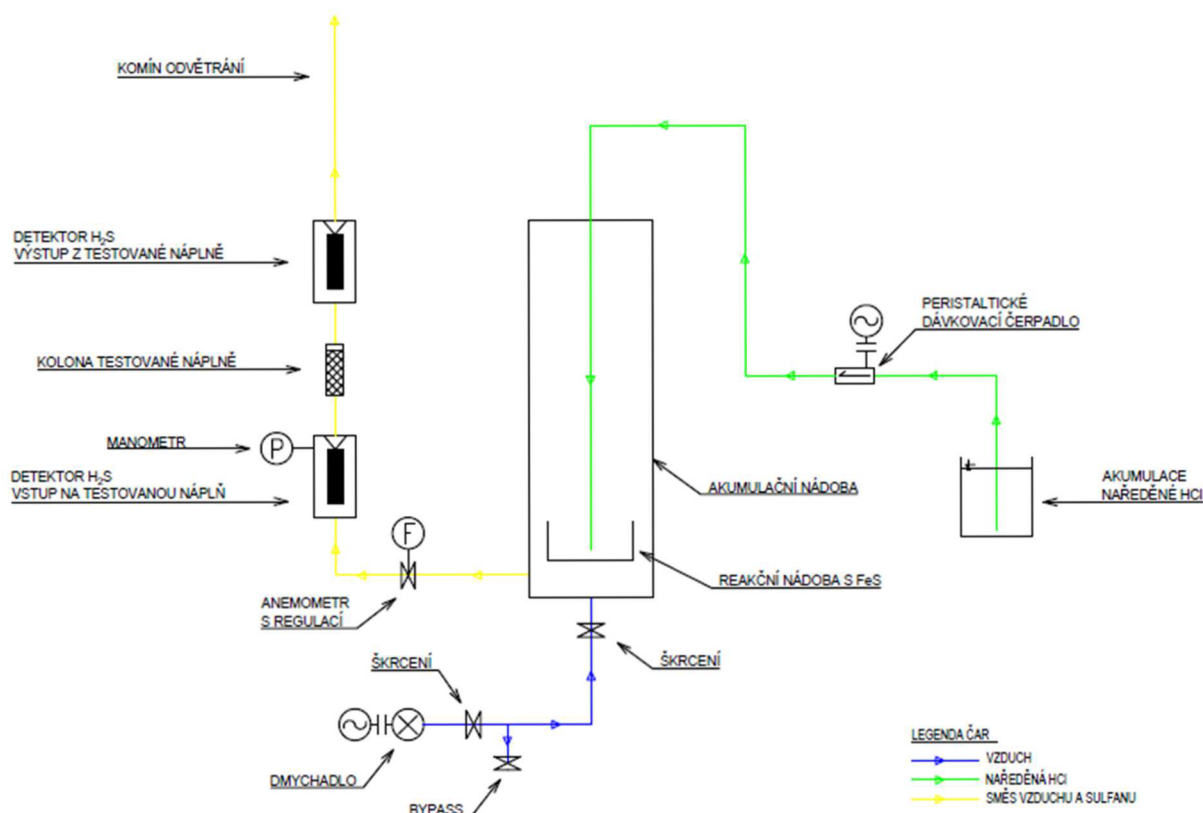 KOMÍN ODVĚTRÁNÍ
DETEKTOR H₂S
VÝSTUP Z TESTOVANÉ NÁPLNĚ
KOLONA TESTOVANÉ NÁPLNĚ
MANOMETR
P
DETEKTOR H₂S
VSTUP NA TESTOVANOU NÁPLŇ
F
ANEMOMETR
S REGULACÍ
ŠKRCENÍ
DMYCHADLO
BYPASS
ŠKRCENÍ
REAKČNÍ NÁDOBA S FeS
AKUMULAČNÍ NÁDOBA
PERISTALTICKÉ
DÁVKOVACÍ ČERPADLO
AKUMULACE
NAŘEDĚNÉ HCl
LEGENDA ČAR
VZDUCH
NAŘEDĚNÁ HCl
SMĚS VZDUCHU A SULFANU